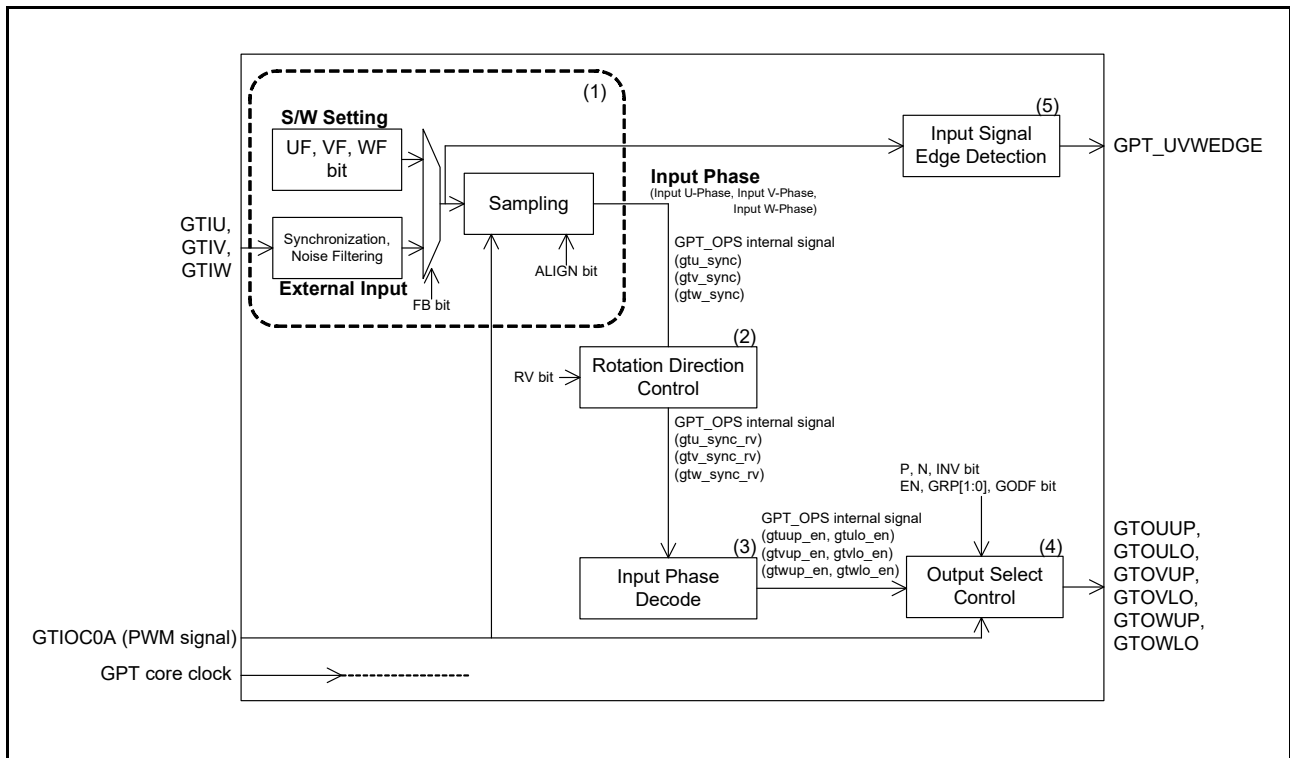 (1)
S/W Setting
UF, VF, WF
bit
GTIU,
GTIV,
GTIW
Synchronization,
Noise Filtering
External Input
FB bit
Sampling
ALIGN bit
Input Phase
(Input U-Phase, Input V-Phase,
Input W-Phase)
(5)
Input Signal
Edge Detection
GPT_UVWEDGE
GPT_OPS internal signal
(gtu_sync)
(gtv_sync)
(gtw_sync)
(2)
RV bit
Rotation Direction
Control
GPT_OPS internal signal
(gtu_sync_rv)
(gtv_sync_rv)
(gtw_sync_rv)
P, N, INV bit
EN, GRP[1:0], GODF bit
GPT_OPS internal signal
(gtuup_en, gtulo_en)
(gtvup_en, gtvlo_en)
(gtwup_en, gtwlo_en)
(3)
Input Phase
Decode
(4)
Output Select
Control
GTOUUP,
GTOULO,
GTOVUP,
GTOVLO,
GTOWUP,
GTOWLO
GTIOC0A (PWM signal)
GPT core clock